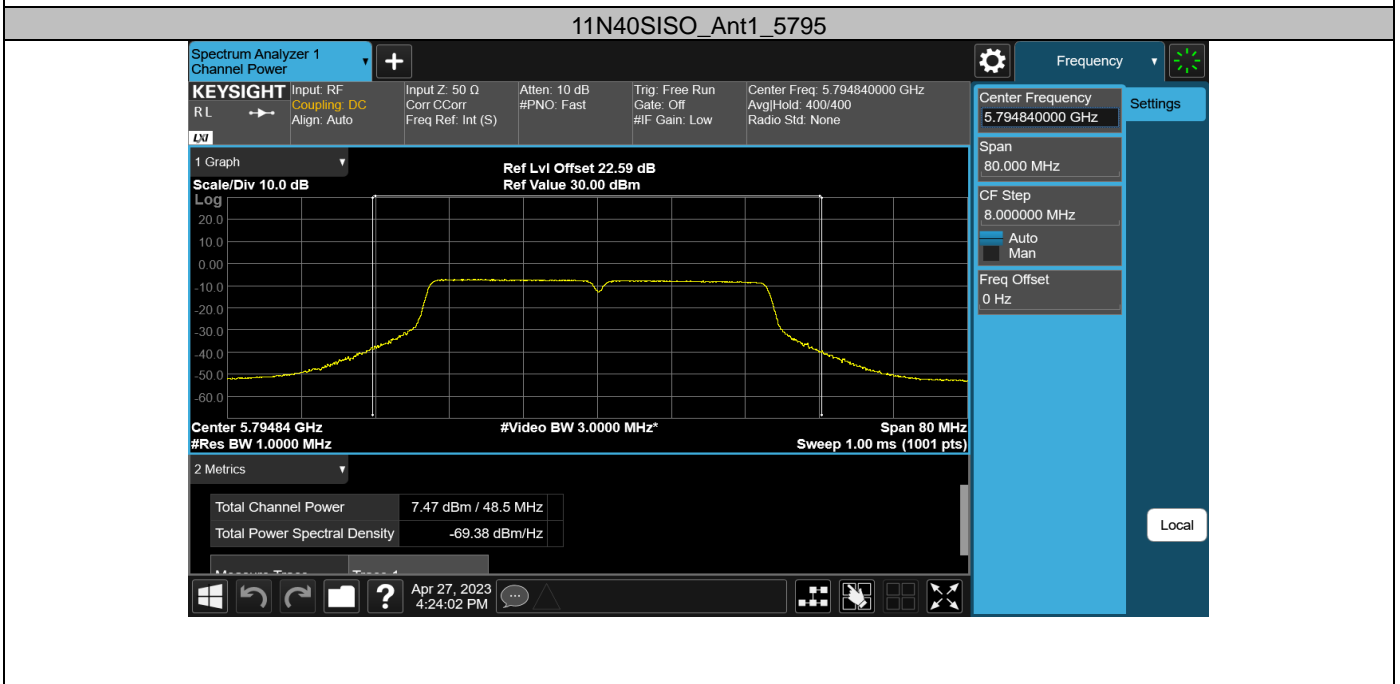 11N40SISO_Ant1_5795
Spectrum Analyzer 1
Channel Power
+
Frequency
KEYSIGHT
R L
LXI
Input: RF
Coupling: DC
Align: Auto
Input Z: 50 Ω
Corr CCorr
Freq Ref: Int (S)
Atten: 10 dB
#PNO: Fast
Trig: Free Run
Gate: Off
#IF Gain: Low
Center Freq: 5.794840000 GHz
Avg|Hold: 400/400
Radio Std: None
Center Frequency
5.794840000 GHz
Settings
Span
80.000 MHz
CF Step
8.000000 MHz
Auto
Man
Freq Offset
0 Hz
1 Graph
Scale/Div 10.0 dB
Ref Lvl Offset 22.59 dB
Ref Value 30.00 dBm
Log
20.0
10.0
0.00
-10.0
-20.0
-30.0
-40.0
-50.0
-60.0
Center 5.79484 GHz
#Res BW 1.0000 MHz
#Video BW 3.0000 MHz*
Span 80 MHz
Sweep 1.00 ms (1001 pts)
2 Metrics
Total Channel Power 7.47 dBm / 48.5 MHz
Total Power Spectral Density -69.38 dBm/Hz
Local
?
Apr 27, 2023
4:24:02 PM